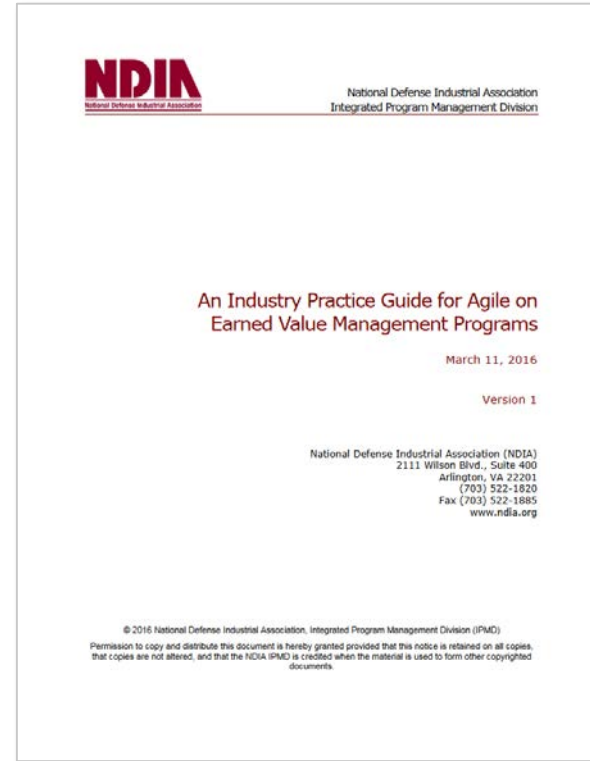 NDIA
National Defense Industrial Association
National Defense Industrial Association
Integrated Program Management Division
An Industry Practice Guide for Agile on
Earned Value Management Programs
March 11, 2016
Version 1
National Defense Industrial Association (NDIA)
2111 Wilson Blvd., Suite 400
Arlington, VA 22201
(703) 522-1820
Fax (703) 522-1885
www.ndia.org
© 2016 National Defense Industrial Association, Integrated Program Management Division (IPMD)
Permission to copy and distribute this document is hereby granted provided that this notice is retained on all copies,
that copies are not altered, and that the NDIA IPMD is credited when the material is used to form other copyrighted
documents.